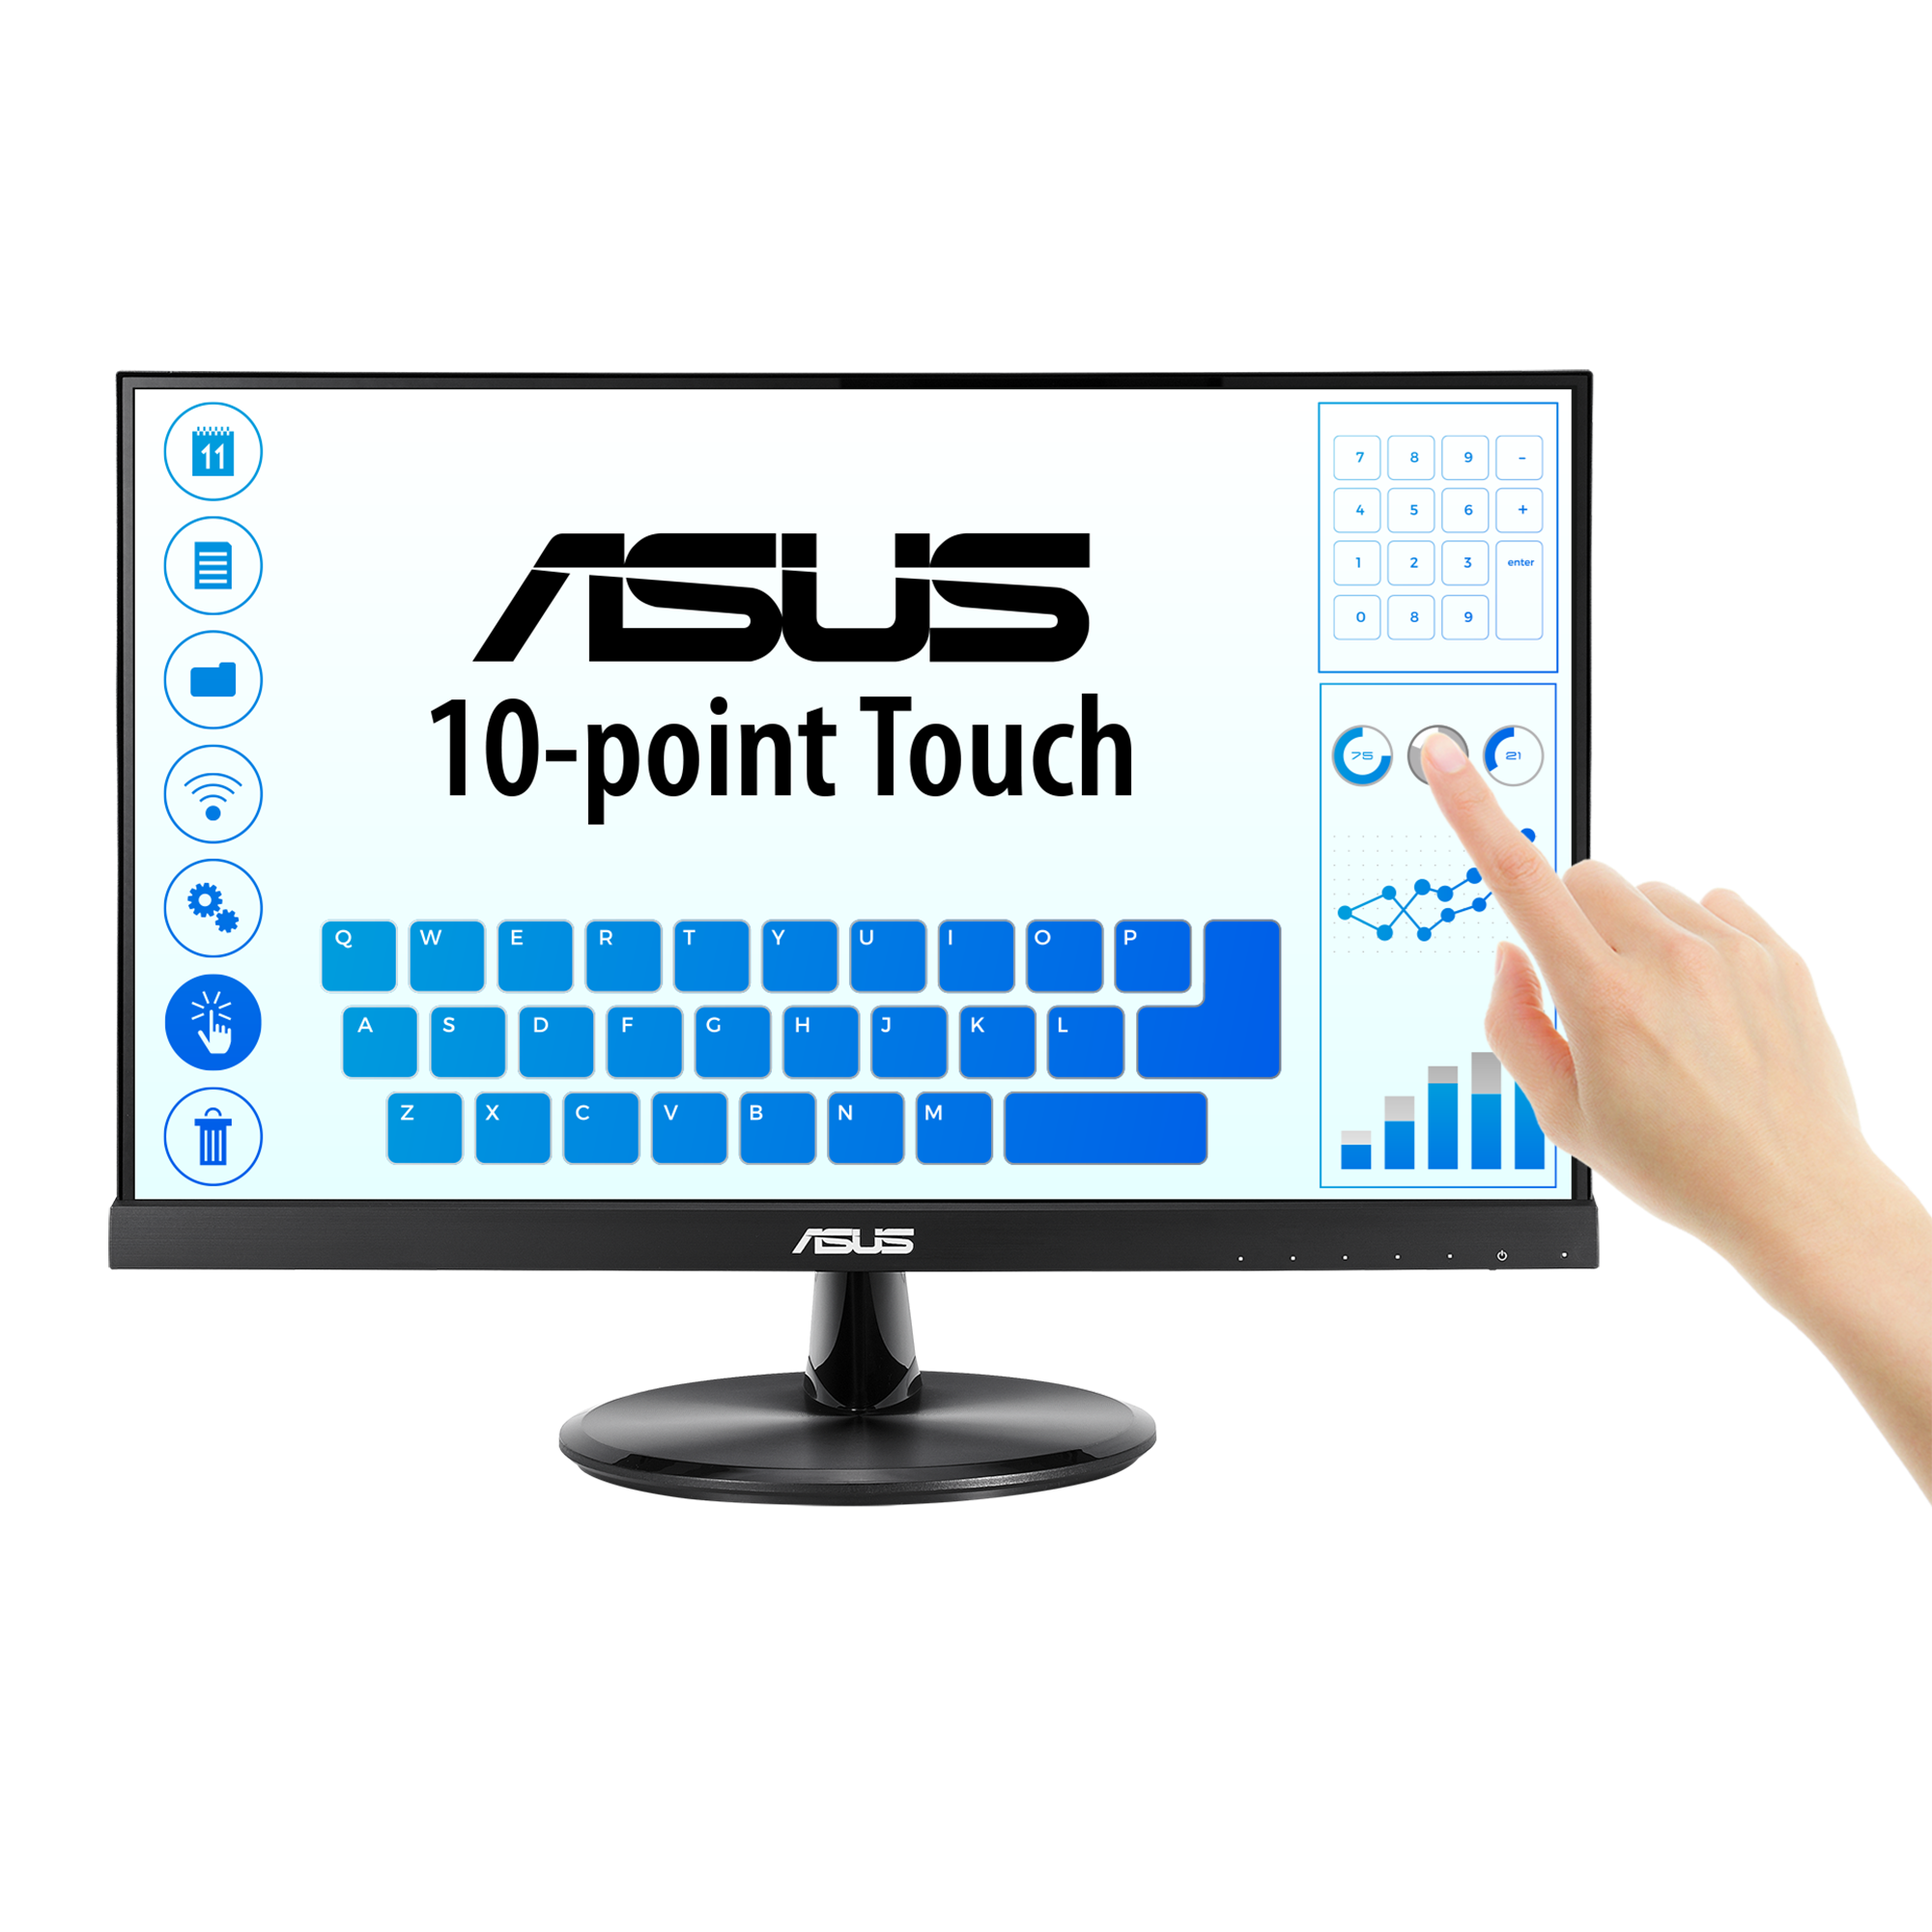 11
ASUS
10-point Touch
7 8 9 -
4 5 6 +
1 2 3 enter
0 8 9
75 21
Q W E R T Y U I O P
A S D F G H J K L
Z X C V B N M
ASUS